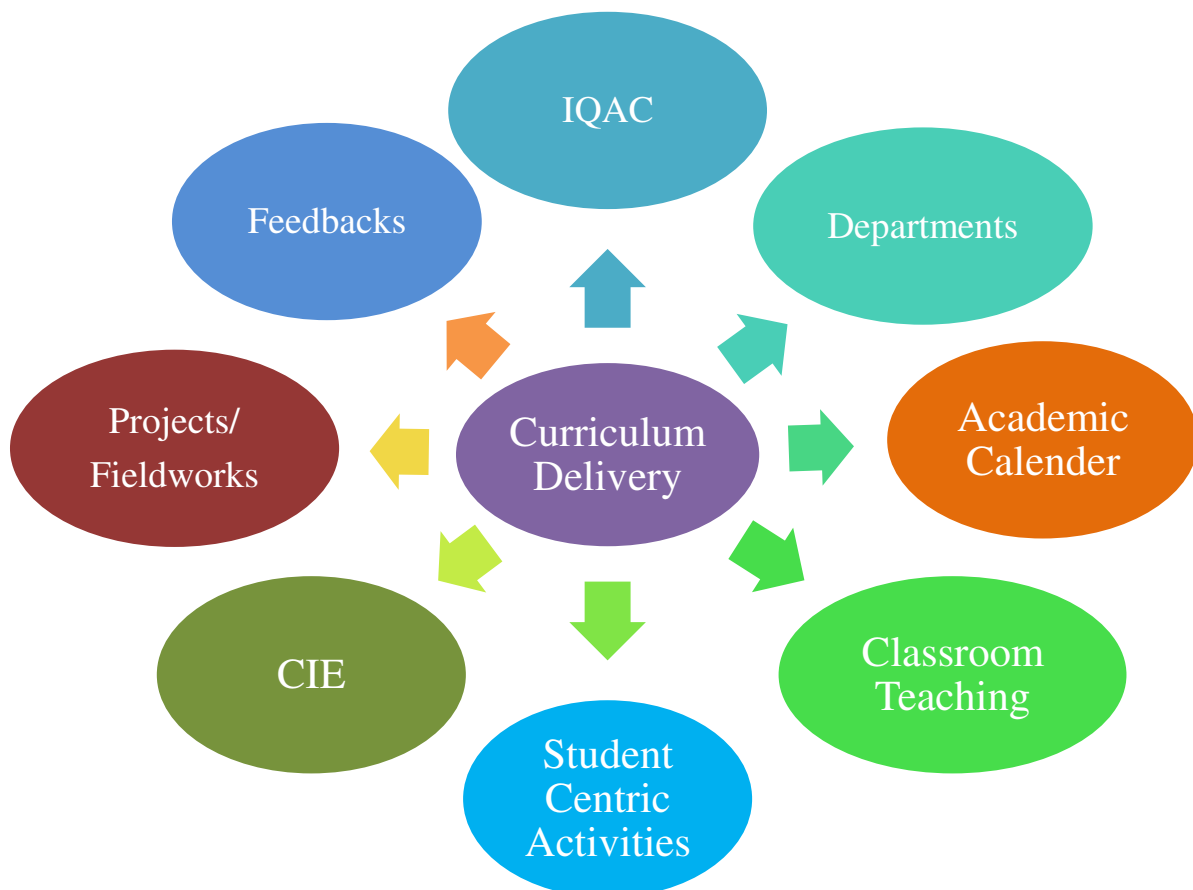 IQAC
Feedbacks
Departments
Projects/
Fieldworks
Curriculum
Delivery
Academic
Calender
CIE
Classroom
Teaching
Student
Centric
Activities